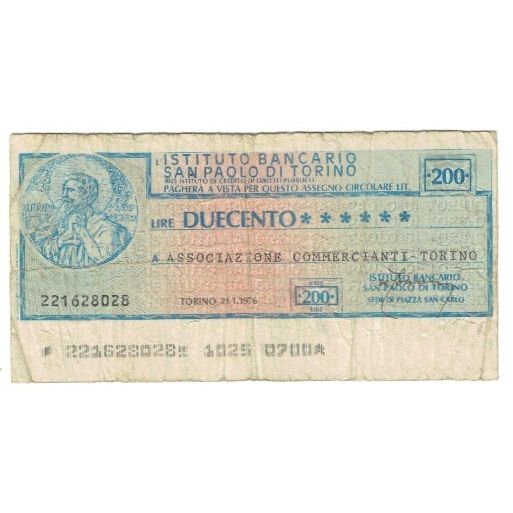 L'ISTITUTO BANCARIO
SAN PAOLO DI TORINO
ISTITUTO DI CREDITO DI DIRITTO PUBBLICO
PAGHERÀ A VISTA PER QUESTO ASSEGNO CIRCOLARE LIT.
·200·
LIRE DUECENTO ******
A ASSOCIAZIONE COMMERCIANTI-TORINO
221628028
TORINO 21.1.1976
·200·
LIRE
ISTITUTO BANCARIO
SAN PAOLO DI TORINO
SEDE DI PIAZZA SAN CARLO
221628028 1025 0700